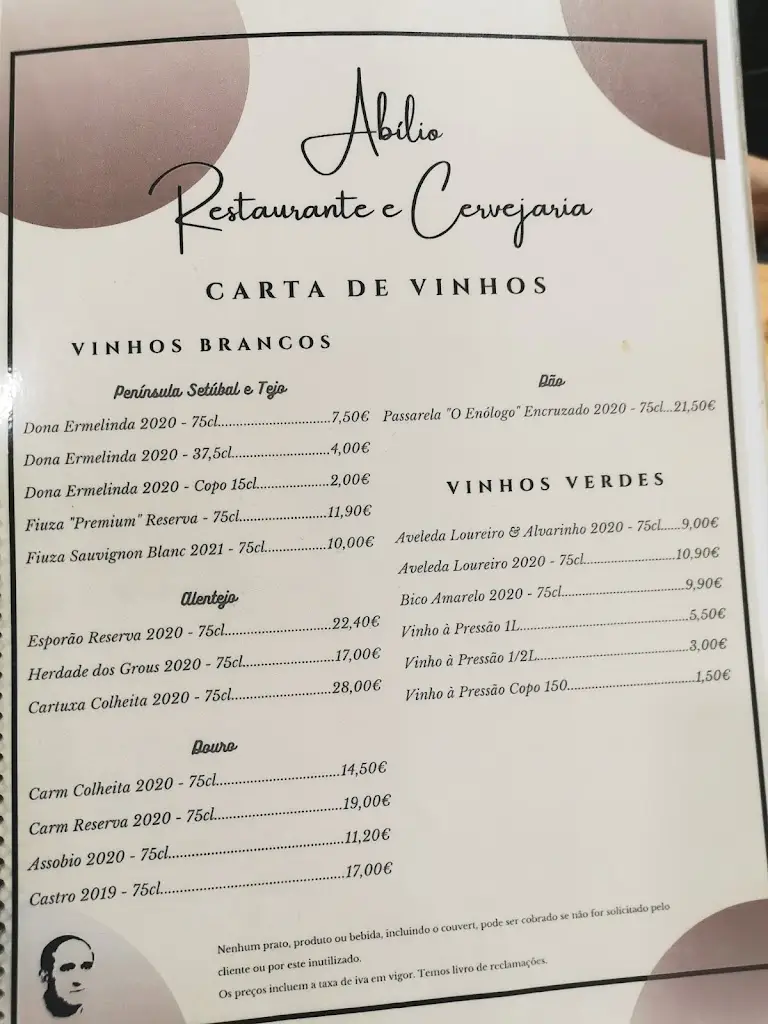 Abílio
Restaurante e Cervejaria
CARTA DE VINHOS
VINHOS BRANCOS
Península Setúbal e Tejo
Dona Ermelinda 2020 - 75cl............................7,50€
Dona Ermelinda 2020 - 37,5cl........................4,00€
Dona Ermelinda 2020 - Copo 15cl..................2,00€
Fiuza "Premium" Reserva - 75cl.....................11,90€
Fiuza Sauvignon Blanc 2021 - 75cl...............10,00€
Alentejo
Esporão Reserva 2020 - 75cl..........................22,40€
Herdade dos Grous 2020 - 75cl......................17,00€
Cartuxa Colheita 2020 - 75cl........................28,00€
Douro
Carm Colheita 2020 - 75cl..............................14,50€
Carm Reserva 2020 - 75cl...............................19,00€
Assobio 2020 - 75cl...........................................11,20€
Castro 2019 - 75cl.............................................17,00€
Dão
Passarela "O Enólogo" Encruzado 2020 - 75cl...21,50€
VINHOS VERDES
Aveleda Loureiro & Alvarinho 2020 - 75cl.....9,00€
Aveleda Loureiro 2020 - 75cl.......................10,90€
Bico Amarelo 2020 - 75cl..............................9,90€
Vinho à Pressão 1L.........................................5,50€
Vinho à Pressão 1/2L.....................................3,00€
Vinho à Pressão Copo 150..............................1,50€
Nenhum prato, produto ou bebida, incluindo o couvert, pode ser cobrado se não for solicitado pelo
cliente ou por este inutilizado.
Os preços incluem a taxa de iva em vigor. Temos livro de reclamações.